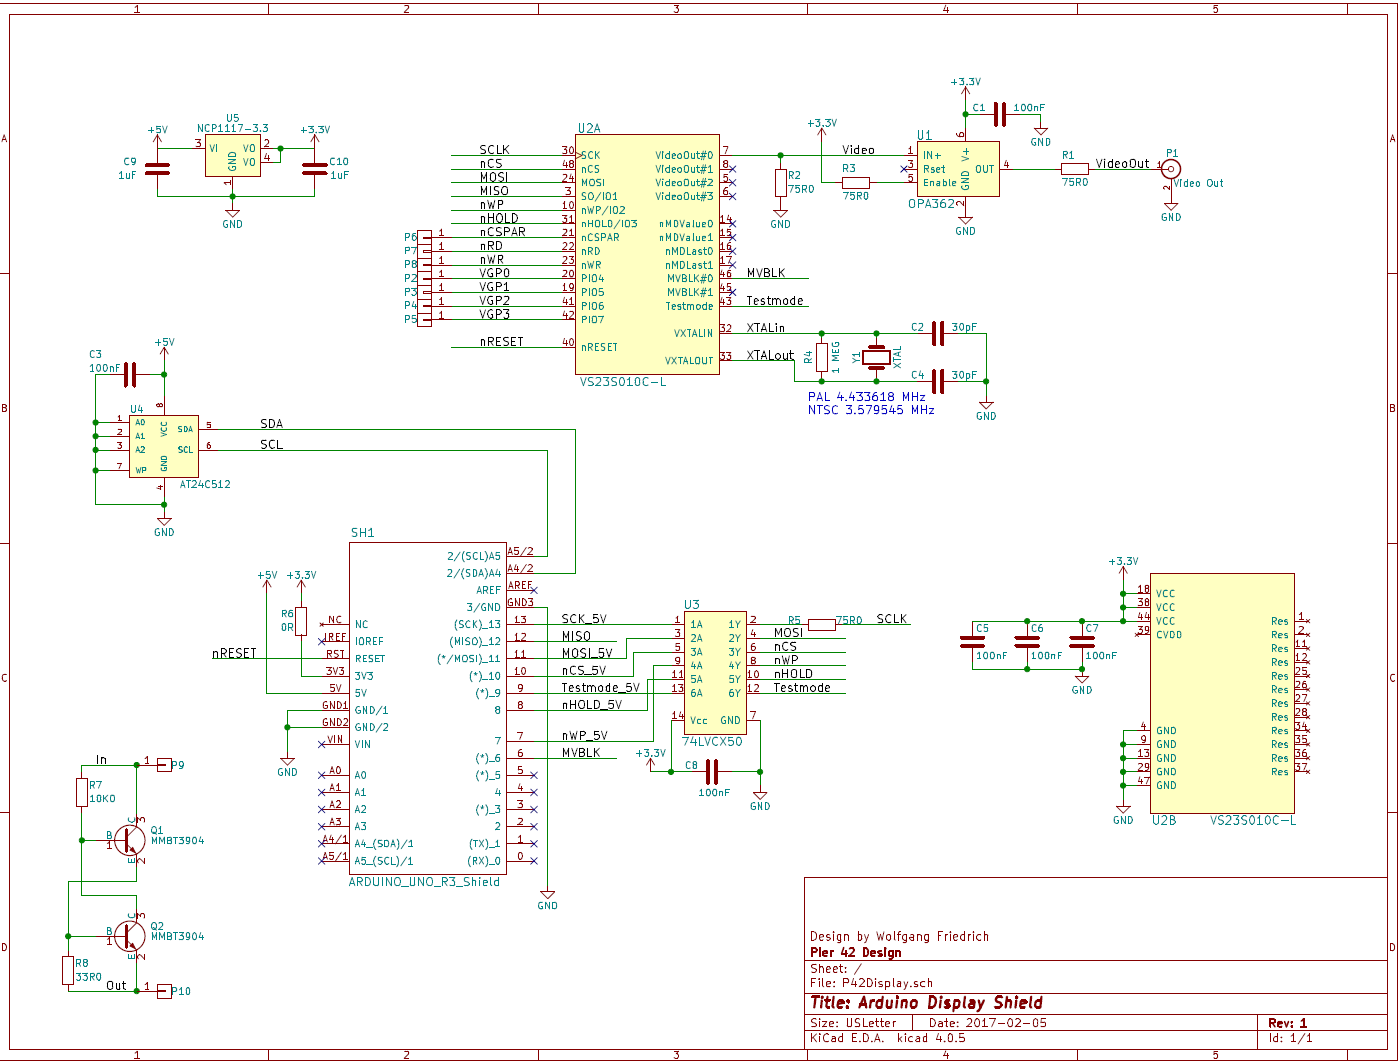 1 2 3 4 5
A
B
C
D
U5
NCP1117-3.3
+5V
+3.3V
3 VI VO 2
VO 4
GND
1
C9
1uF
C10
1uF
GND
U2A
SCLK 30 SCK
nCS 48 nCS
MOSI 24 MOSI
MISO 3 SO/IO1
nWP 10 nWP/IO2
nHOLD 31 nHOLD/IO3
P6 1 nCSPAR 21 nCSPAR
P7 1 nRD 22 nRD
P8 1 nWR 23 nWR
P2 1 VGP0 20 PIO4
P3 1 VGP1 19 PIO5
P4 1 VGP2 41 PIO6
P5 1 VGP3 42 PIO7
nRESET 40 nRESET
VideoOut#0 7
VideoOut#1 8
VideoOut#2 5
VideoOut#3 6
nMDValue0 14
nMDValue1 15
nMDLast0 16
nMDLast1 17
MVBLK#0 46 MVBLK
MVBLK#1 45
Testmode 43 Testmode
VXTALIN 32 XTALin
VXTALOUT 33 XTALout
VS23S010C-L
R2
75R0
GND
+3.3V
Video
R3
75R0
U1
1 IN+
3 Rset
5 Enable
V+
6
GND
2
OUT 4
OPA362
GND
+3.3V
C1 100nF
GND
R1
75R0
VideoOut 1
P1
2
Video Out
GND
R4
1 MEG
Y1
XTAL
C2 30pF
C4 30pF
GND
PAL 4.433618 MHz
NTSC 3.579545 MHz
C3
100nF
+5V
U4
8
1 A0
2 A1
3 A2
7 WP
VCC
GND
4
SDA 5 SDA
SCL 6 SCL
AT24C512
GND
SH1
+5V +3.3V
R6
0R
nRESET
NC NC
IREF IOREF
RST RESET
3V3 3V3
5V 5V
GND1 GND/1
GND2 GND/2
VIN VIN
A0 A0
A1 A1
A2 A2
A3 A3
A4/1 A4_(SDA)/1
A5/1 A5_(SCL)/1
GND
2/(SCL)A5 A5/2
2/(SDA)A4 A4/2
AREF AREF
3/GND GND3
(SCK)_13 13 SCK_5V
(MISO)_12 12 MISO
(*/MOSI)_11 11 MOSI_5V
(*)_10 10 nCS_5V
(*)_9 9 Testmode_5V
8 8 nHOLD_5V
7 7 nWP_5V
(*)_6 6 MVBLK
(*)_5 5
4 4
(*)_3 3
2 2
(TX)_1 1
(RX)_0 0
ARDUINO_UNO_R3_Shield
GND
U3
1 1A 1Y 2
3 2A 2Y 4 MOSI
5 3A 3Y 6 nCS
9 4A 4Y 8 nWP
11 5A 5Y 10 nHOLD
13 6A 6Y 12 Testmode
14 Vcc GND 7
74LVCX50
R5 75R0 SCLK
+3.3V
C8
100nF
GND
+3.3V
C5
100nF
C6
100nF
C7
100nF
GND
18 VCC
38 VCC
44 VCC
39 CVDD
4 GND
9 GND
13 GND
29 GND
47 GND
Res 1
Res 2
Res 11
Res 12
Res 25
Res 26
Res 27
Res 28
Res 34
Res 35
Res 36
Res 37
GND
U2B VS23S010C-L
In 1 P9
R7
10K0
Q1
MMBT3904
B
1
C
3
E
2
Q2
MMBT3904
B
1
C
3
E
2
R8
33R0
Out 1 P10
Design by Wolfgang Friedrich
Pier 42 Design
Sheet: /
File: P42Display.sch
Title: Arduino Display Shield
Size: USLetter Date: 2017-02-05 Rev: 1
KiCad E.D.A. kicad 4.0.5 Id: 1/1
A
B
C
D
1 2 3 4 5